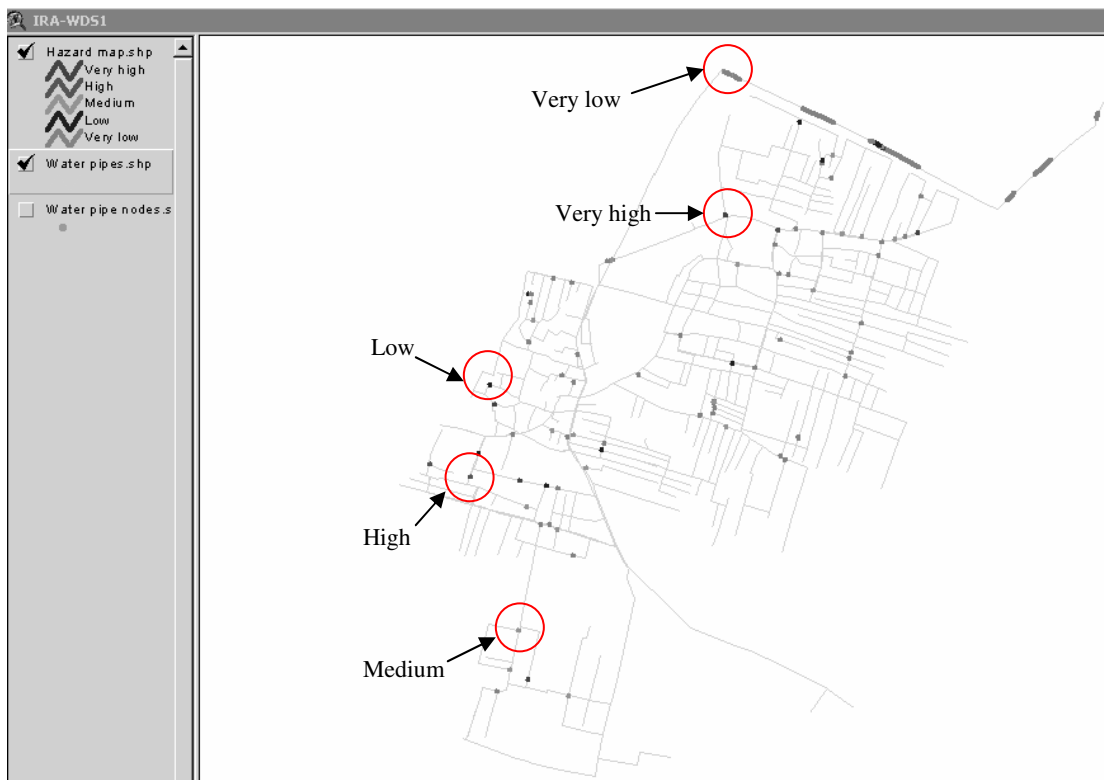 IRA-WDS1
Hazard map.shp
Very high
High
Medium
Low
Very low
Water pipes.shp
Water pipe nodes.s
Very low
Very high
Low
High
Medium